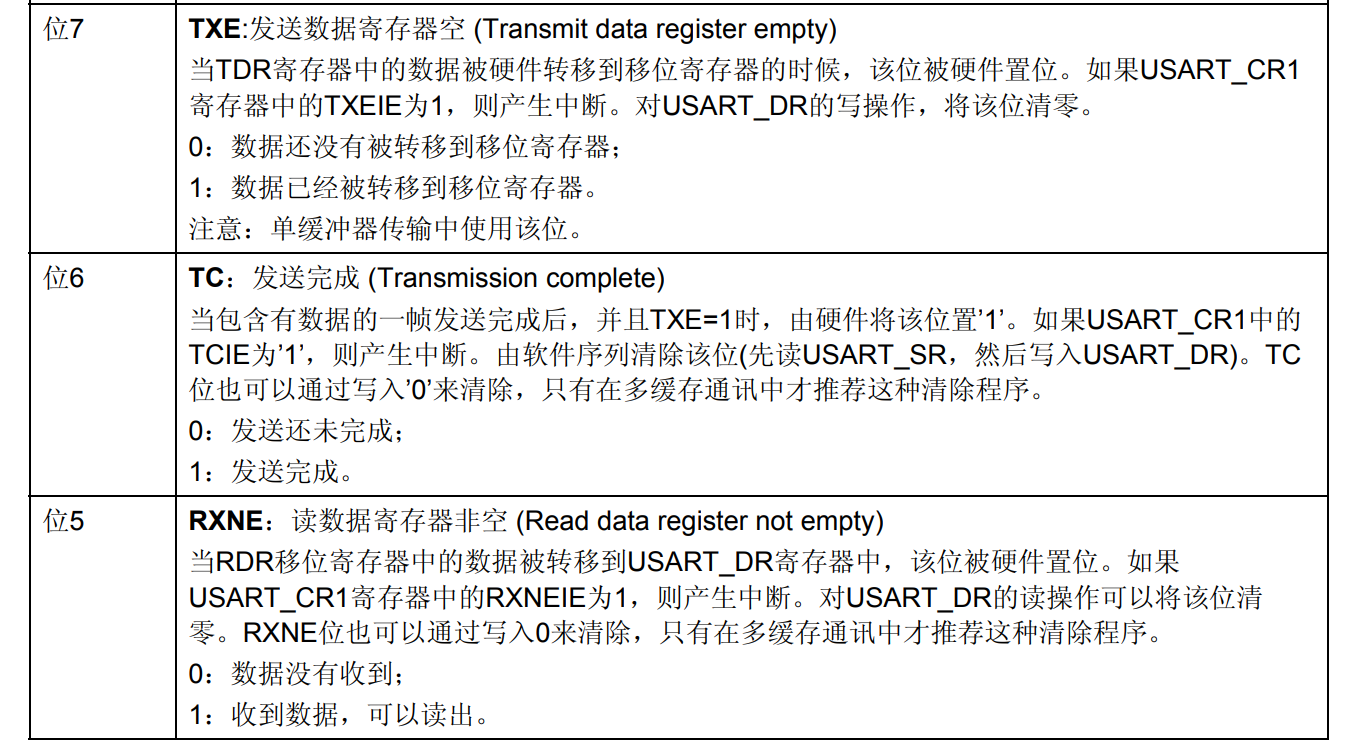 位7
TXE:发送数据寄存器空 (Transmit data register empty)
当TDR寄存器中的数据被硬件转移到移位寄存器的时候，该位被硬件置位。如果USART_CR1
寄存器中的TXEIE为1，则产生中断。对USART_DR的写操作，将该位清零。
0：数据还没有被转移到移位寄存器；
1：数据已经被转移到移位寄存器。
注意：单缓冲器传输中使用该位。
位6
TC：发送完成 (Transmission complete)
当包含有数据的一帧发送完成后，并且TXE=1时，由硬件将该位置’1’。如果USART_CR1中的
TCIE为’1’，则产生中断。由软件序列清除该位(先读USART_SR，然后写入USART_DR)。TC
位也可以通过写入’0’来清除，只有在多缓存通讯中才推荐这种清除程序。
0：发送还未完成；
1：发送完成。
位5
RXNE：读数据寄存器非空 (Read data register not empty)
当RDR移位寄存器中的数据被转移到USART_DR寄存器中，该位被硬件置位。如果
USART_CR1寄存器中的RXNEIE为1，则产生中断。对USART_DR的读操作可以将该位清
零。RXNE位也可以通过写入0来清除，只有在多缓存通讯中才推荐这种清除程序。
0：数据没有收到；
1：收到数据，可以读出。